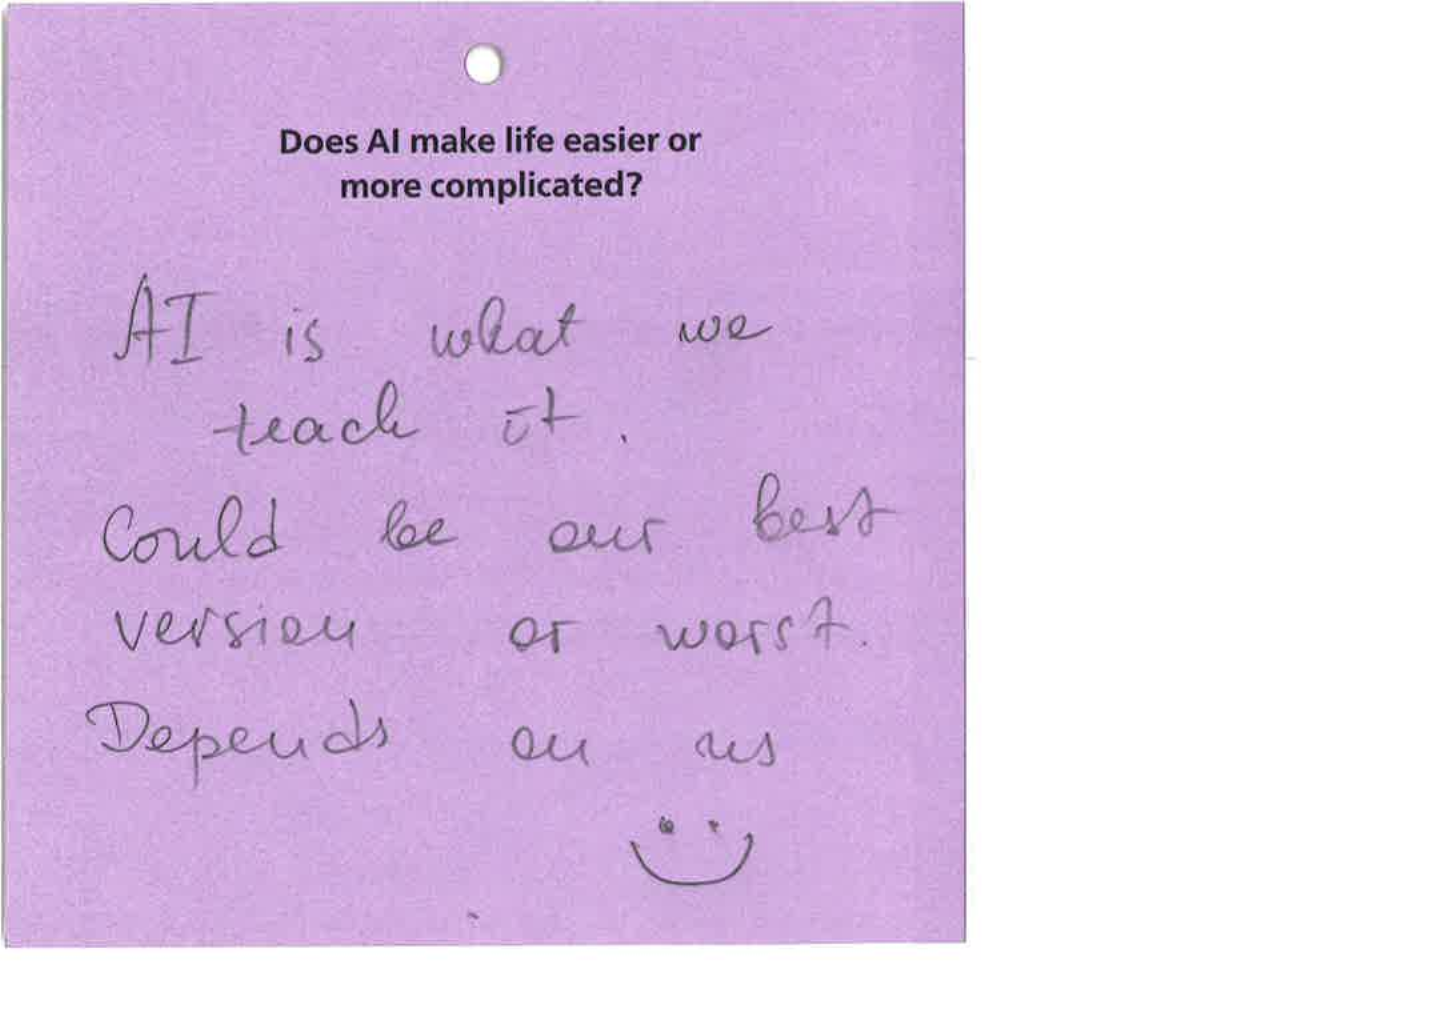 Does AI make life easier or
more complicated?
AI is what we
teach it.
Could be our best
version or worst.
Depends on us